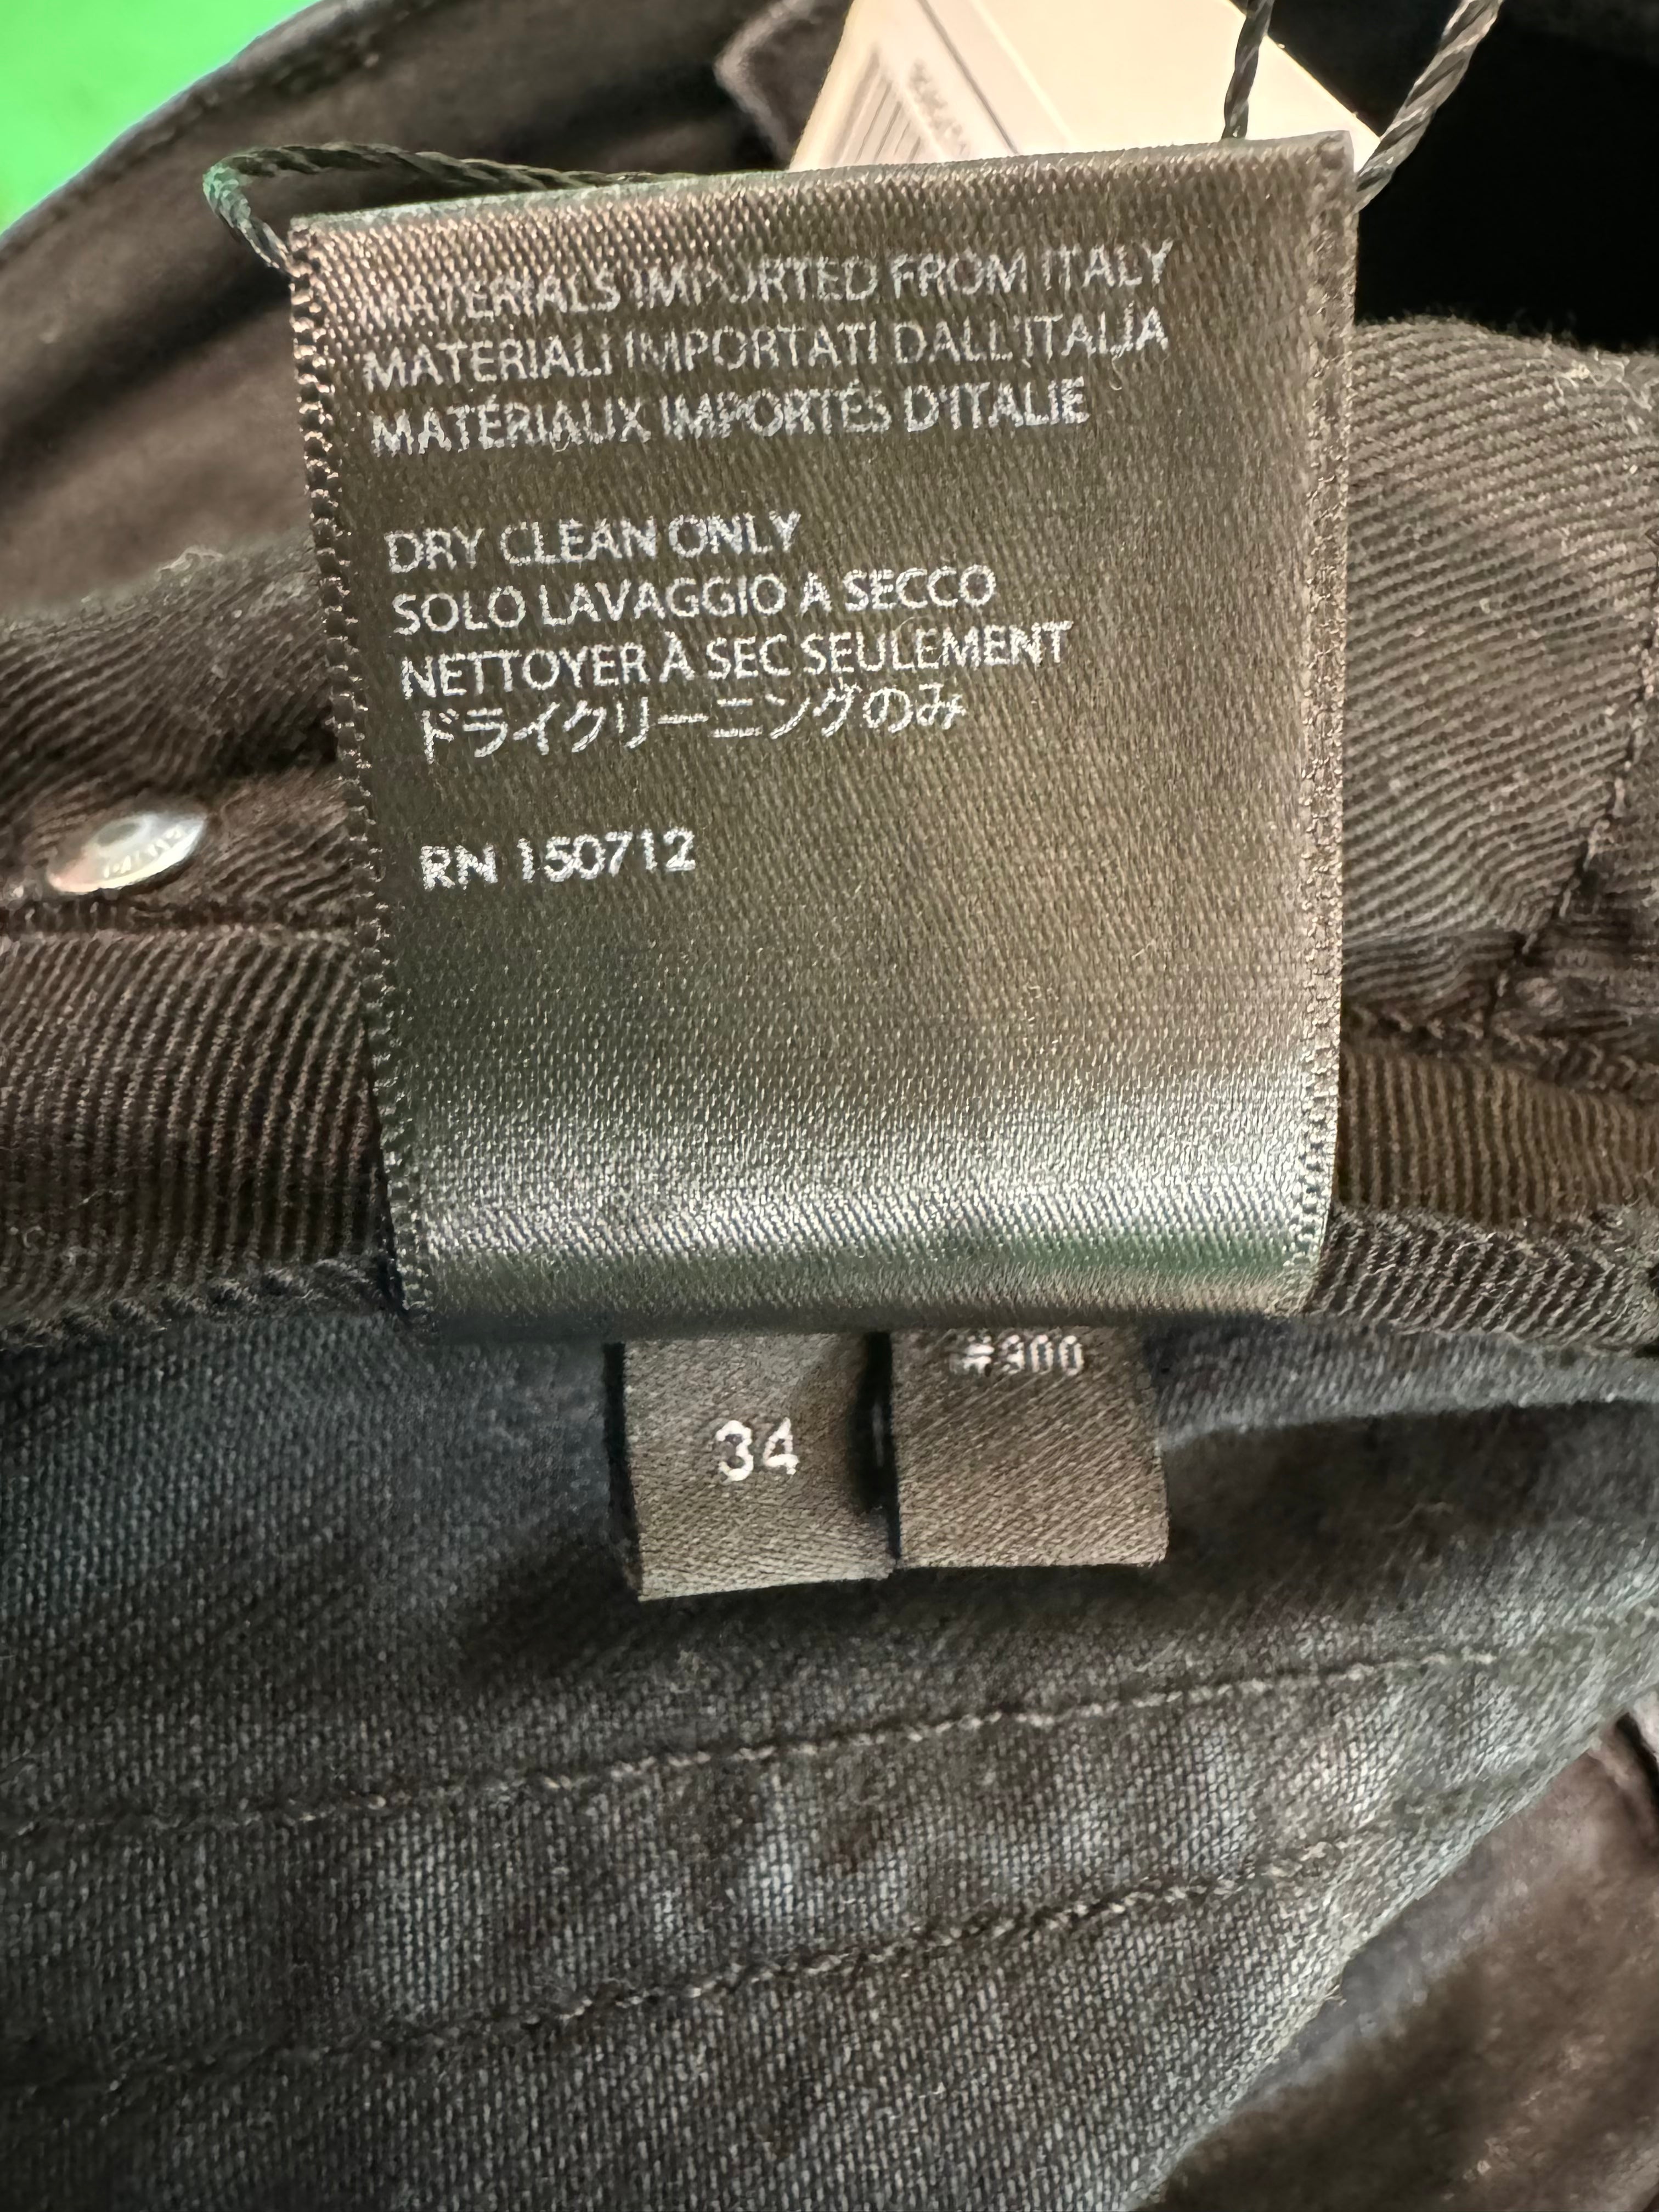 MATERIALS IMPORTED FROM ITALY
MATERIALI IMPORTATI DALL'ITALIA
MATÉRIAUX IMPORTÉS D'ITALIE
DRY CLEAN ONLY
SOLO LAVAGGIO A SECCO
NETTOYER À SEC SEULEMENT
ドライクリーニングのみ
RN 150712
#300
34